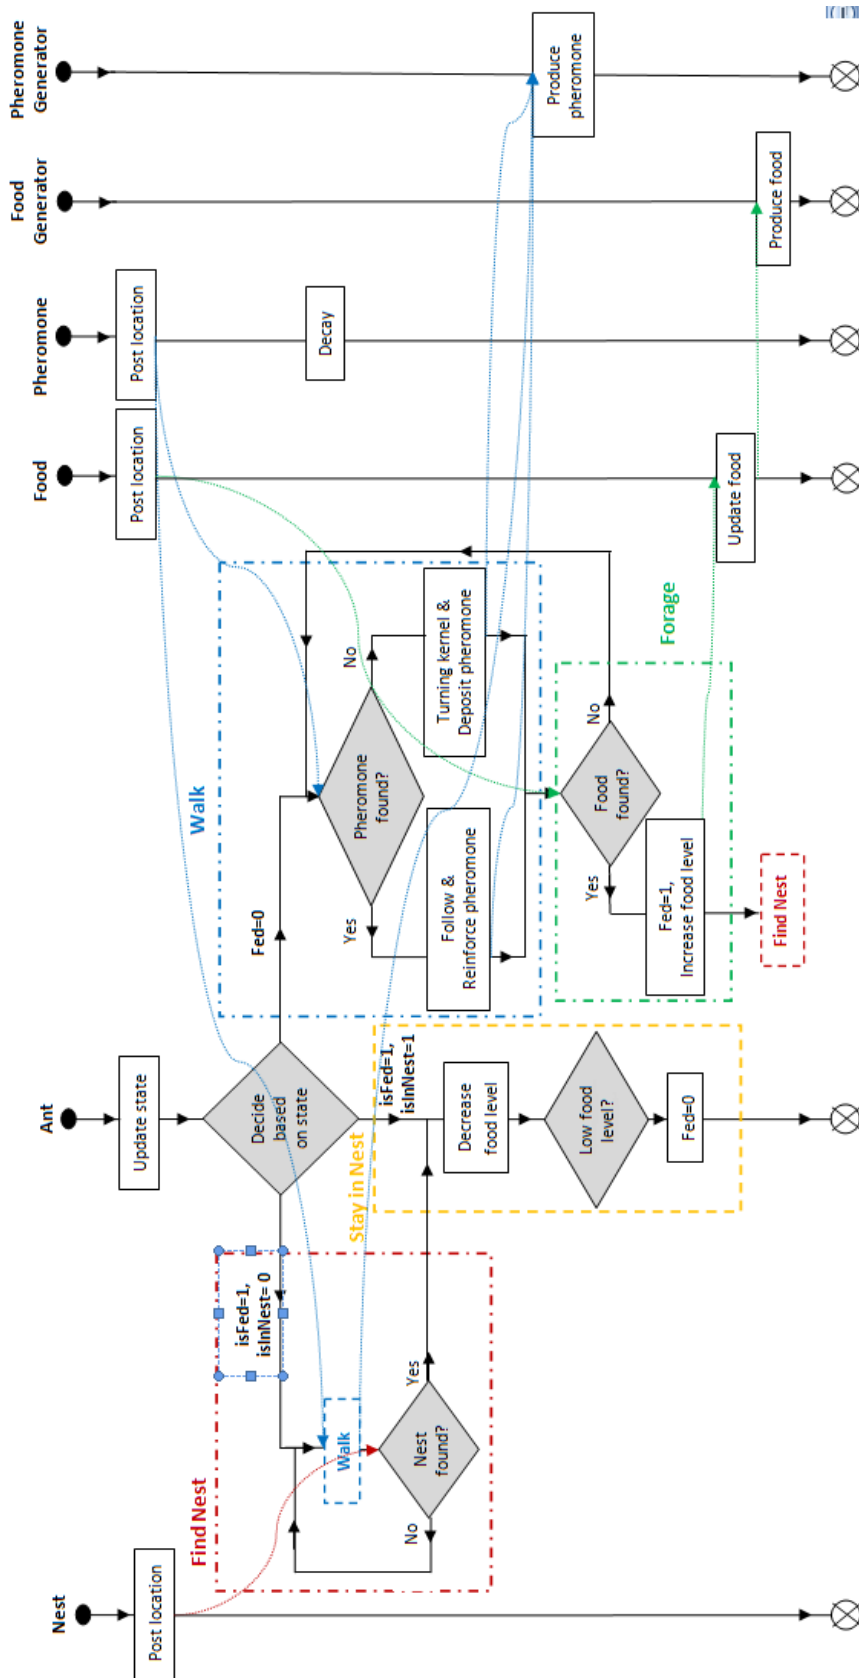 Nest
Ant
Food
Pheromone
Food
Generator
Pheromone
Generator
Post location
Update state
Post location
Post location
Find Nest
isFed=1,
isInNest= 0
Walk
Nest
found?
No
Yes
Decide
based
on state
Stay in Nest
isFed=1,
isInNest=1
Decrease
food level
Low food
level?
Fed=0
Fed=0
Walk
Pheromone
found?
Yes
No
Follow &
Reinforce pheromone
Turning kernel &
Deposit pheromone
Forage
Food
found?
Yes
No
Fed=1,
Increase food level
Find Nest
Decay
Update food
Produce food
Produce
pheromone